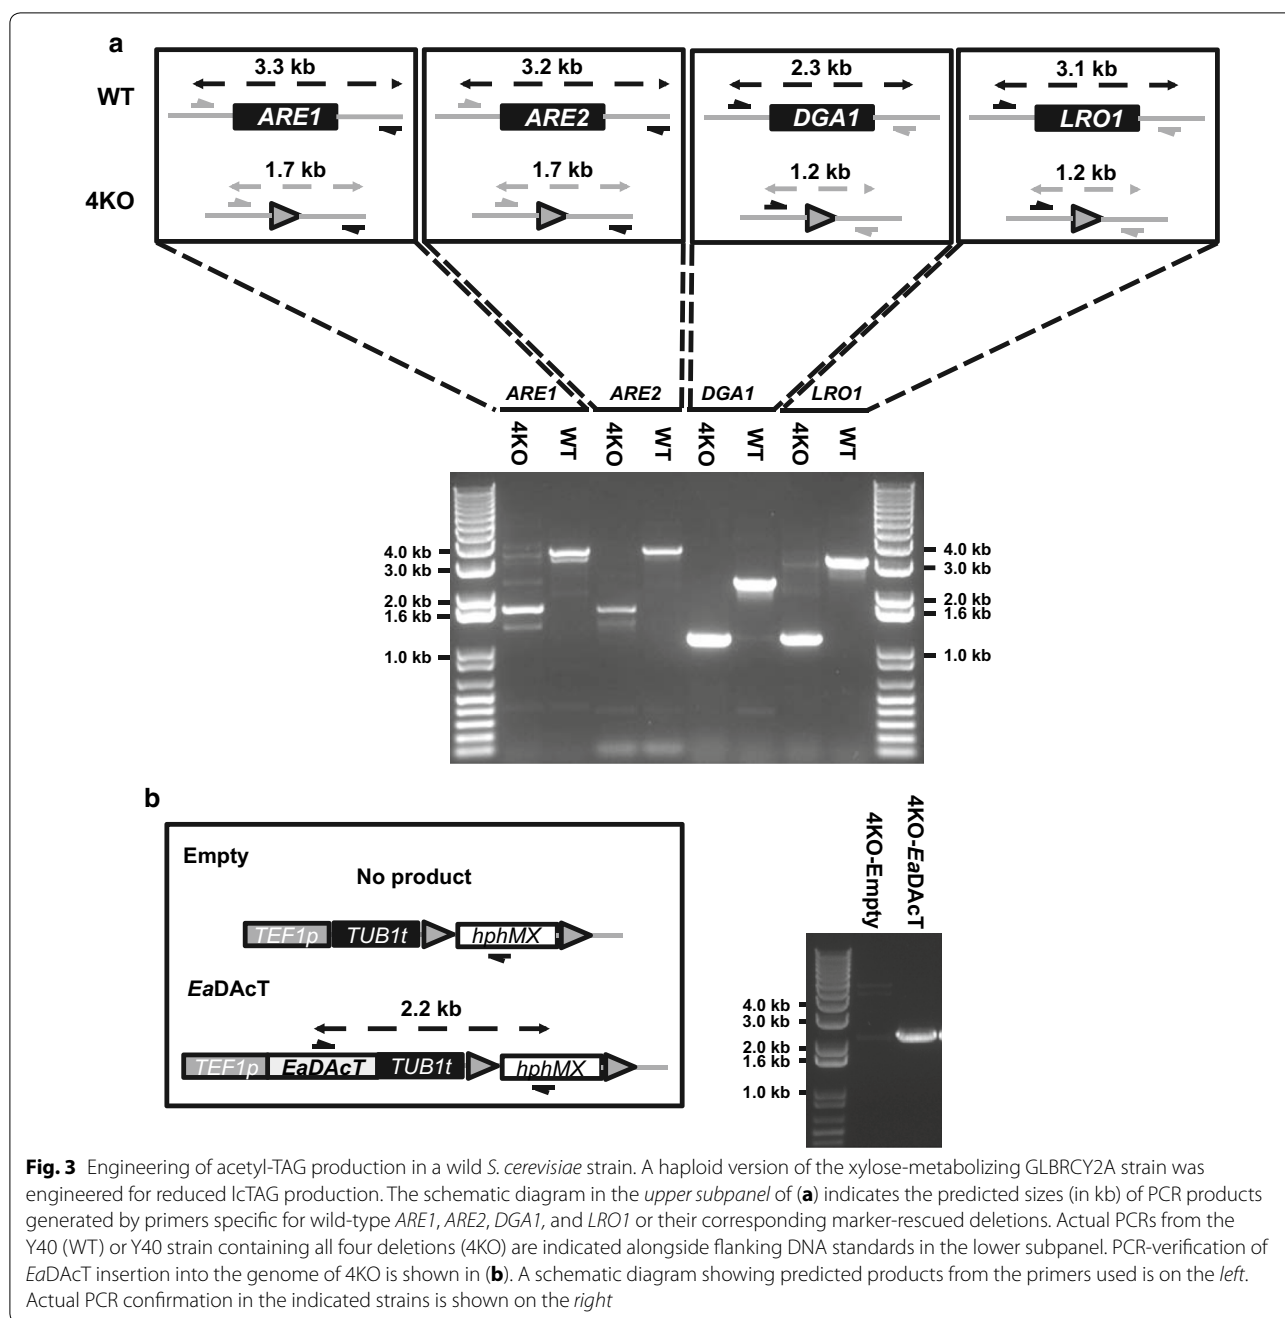 a
3.3 kb 3.2 kb 2.3 kb 3.1 kb
WT
ARE1 ARE2 DGA1 LRO1
1.7 kb 1.7 kb 1.2 kb 1.2 kb
4KO
ARE1 ARE2 DGA1 LRO1
4KO WT 4KO WT 4KO WT 4KO WT
4.0 kb 4.0 kb
3.0 kb 3.0 kb
2.0 kb 2.0 kb
1.6 kb 1.6 kb
1.0 kb 1.0 kb
b
Empty
No product
TEF1p TUB1t hphMX
EaDAcT
2.2 kb
TEF1p EaDAcT TUB1t hphMX
4KO-Empty
4KO-EaDAcT
4.0 kb
3.0 kb
2.0 kb
1.6 kb
1.0 kb
Fig. 3 Engineering of acetyl-TAG production in a wild S. cerevisiae strain. A haploid version of the xylose-metabolizing GLBRCY2A strain was
engineered for reduced lcTAG production. The schematic diagram in the upper subpanel of (a) indicates the predicted sizes (in kb) of PCR products
generated by primers specific for wild-type ARE1, ARE2, DGA1, and LRO1 or their corresponding marker-rescued deletions. Actual PCRs from the
Y40 (WT) or Y40 strain containing all four deletions (4KO) are indicated alongside flanking DNA standards in the lower subpanel. PCR-verification of
EaDAcT insertion into the genome of 4KO is shown in (b). A schematic diagram showing predicted products from the primers used is on the left.
Actual PCR confirmation in the indicated strains is shown on the right